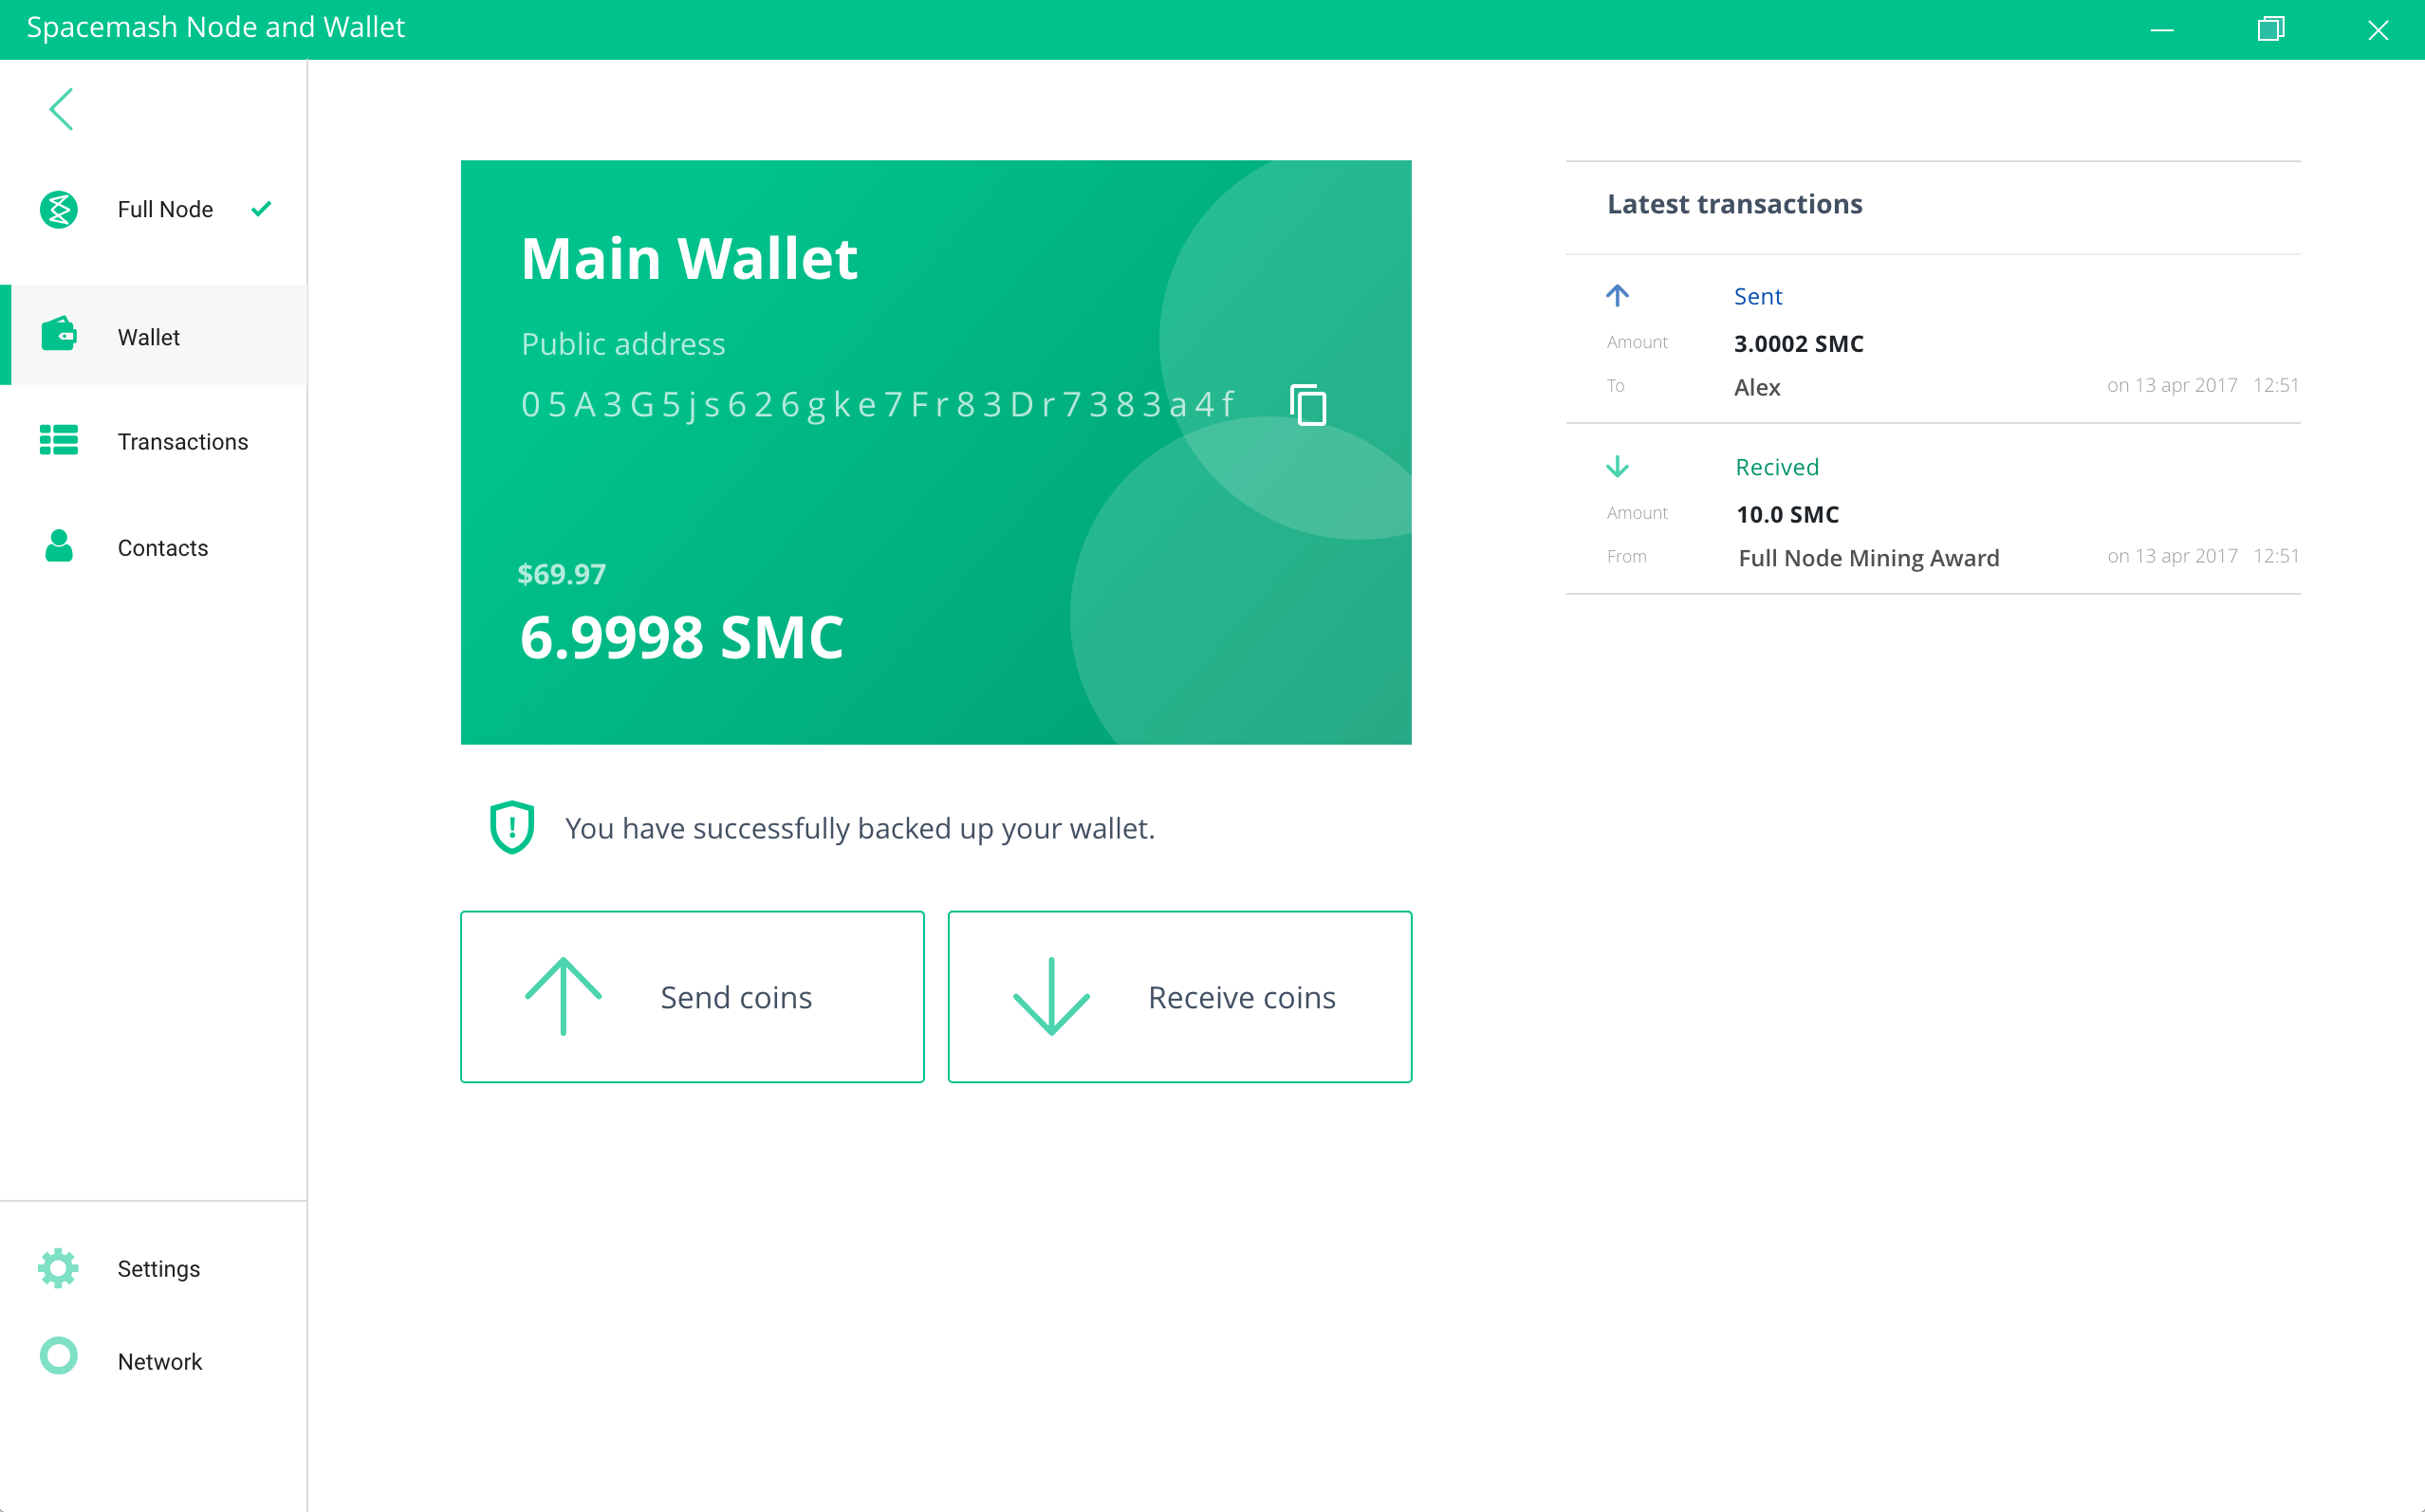 Spacemash Node and Wallet
Full Node
Wallet
Transactions
Contacts
Settings
Network
Main Wallet
Public address
05A3G5js626gke7Fr83Dr7383a4f
$69.97
6.9998 SMC
You have successfully backed up your wallet.
Send coins
Receive coins
Latest transactions
Sent
Amount 3.0002 SMC
To Alex on 13 apr 2017 12:51
Recived
Amount 10.0 SMC
From Full Node Mining Award on 13 apr 2017 12:51